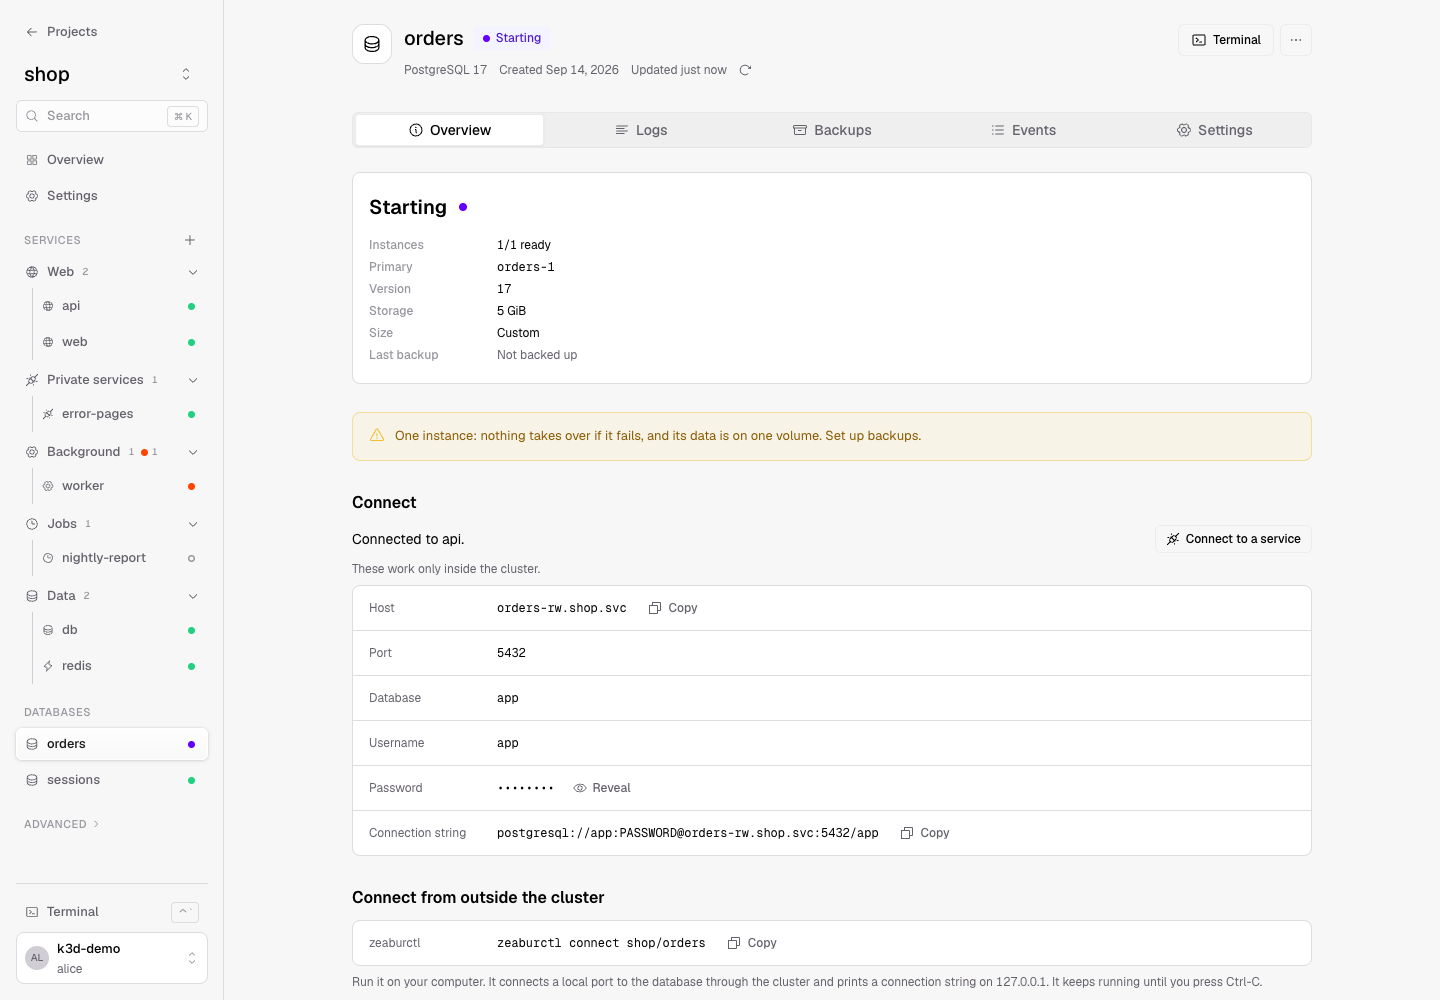 Projects
shop
Search
⌘ K
Overview
Settings
SERVICES
Web 2
api
web
Private services 1
error-pages
Background 1 1
worker
Jobs 1
nightly-report
Data 2
db
redis
DATABASES
orders
sessions
ADVANCED
Terminal
^ `
AL
k3d-demo
alice
orders
Starting
PostgreSQL 17 Created Sep 14, 2026 Updated just now
Terminal
...
Overview
Logs
Backups
Events
Settings
Starting
Instances 1/1 ready
Primary orders-1
Version 17
Storage 5 GiB
Size Custom
Last backup Not backed up
One instance: nothing takes over if it fails, and its data is on one volume. Set up backups.
Connect
Connected to api.
Connect to a service
These work only inside the cluster.
Host orders-rw.shop.svc Copy
Port 5432
Database app
Username app
Password •••••••• Reveal
Connection string postgresql://app:PASSWORD@orders-rw.shop.svc:5432/app Copy
Connect from outside the cluster
zeaburctl zeaburctl connect shop/orders Copy
Run it on your computer. It connects a local port to the database through the cluster and prints a connection string on 127.0.0.1. It keeps running until you press Ctrl-C.